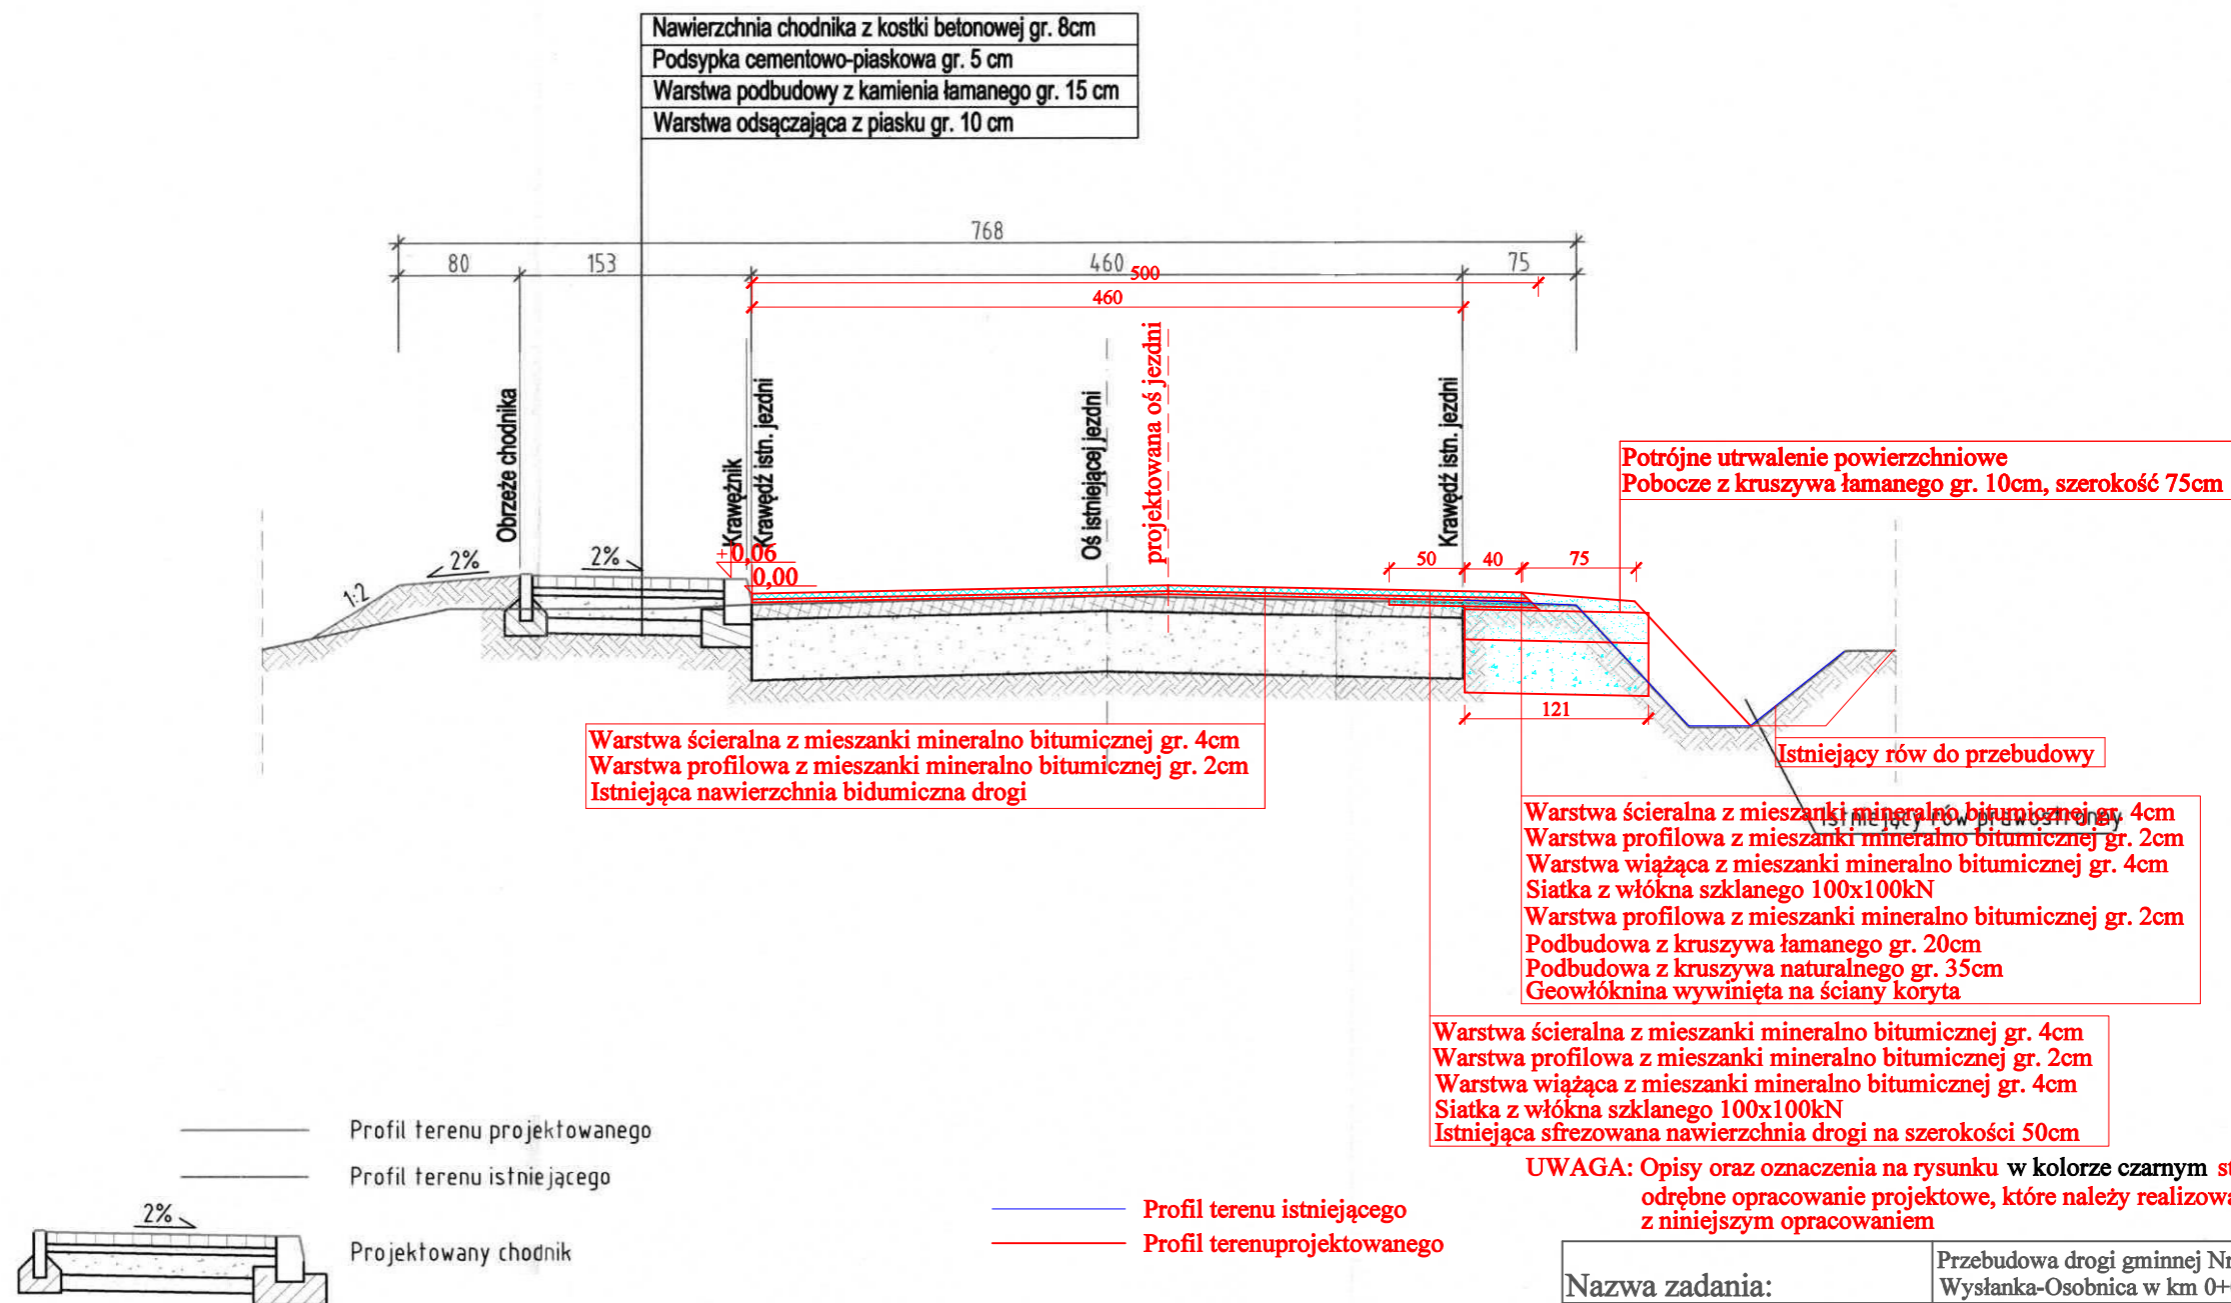 Nawierzchnia chodnika z kostki betonowej gr. 8cm
Podsypka cementowo-piaskowa gr. 5 cm
Warstwa podbudowy z kamienia łamanego gr. 15 cm
Warstwa odsączająca z piasku gr. 10 cm
768
80
153
460
75
500
460
Obrzeże chodnika
Krawężnik
Krawędź istn. jezdni
Oś istniejącej jezdni
projektowana oś jezdni
Krawędź istn. jezdni
Potrójne utrwalenie powierzchniowe
Pobocze z kruszywa łamanego gr. 10cm, szerokość 75cm
1:2
2%
2%
+0,06
0,00
50
40
75
121
Warstwa ścieralna z mieszanki mineralno bitumicznej gr. 4cm
Warstwa profilowa z mieszanki mineralno bitumicznej gr. 2cm
Istniejąca nawierzchnia bidumiczna drogi
Istniejący rów do przebudowy
Istniejący rów prawostronny
Warstwa ścieralna z mieszanki mineralno bitumicznej gr. 4cm
Warstwa profilowa z mieszanki mineralno bitumicznej gr. 2cm
Warstwa wiążąca z mieszanki mineralno bitumicznej gr. 4cm
Siatka z włókna szklanego 100x100kN
Warstwa profilowa z mieszanki mineralno bitumicznej gr. 2cm
Podbudowa z kruszywa łamanego gr. 20cm
Podbudowa z kruszywa naturalnego gr. 35cm
Geowłóknina wywinięta na ściany koryta
Warstwa ścieralna z mieszanki mineralno bitumicznej gr. 4cm
Warstwa profilowa z mieszanki mineralno bitumicznej gr. 2cm
Warstwa wiążąca z mieszanki mineralno bitumicznej gr. 4cm
Siatka z włókna szklanego 100x100kN
Istniejąca sfrezowana nawierzchnia drogi na szerokości 50cm
Profil terenu projektowanego
Profil terenu istniejącego
2%
Projektowany chodnik
Profil terenu istniejącego
Profil terenuprojektowanego
UWAGA: Opisy oraz oznaczenia na rysunku w kolorze czarnym st
odrębne opracowanie projektowe, które należy realizowa
z niniejszym opracowaniem
Nazwa zadania:
Przebudowa drogi gminnej Nr
Wysłanka-Osobnica w km 0+